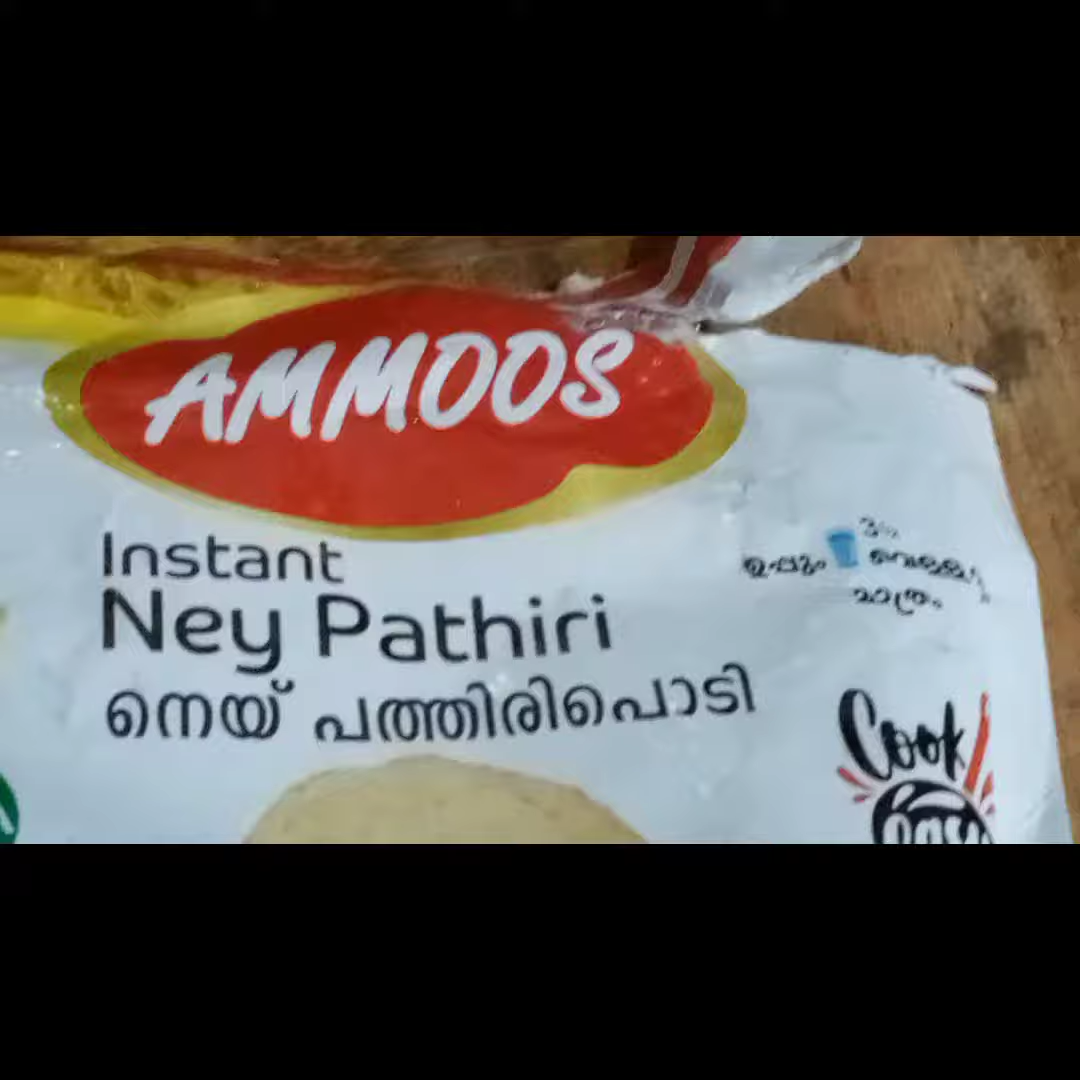 AMMOOS
Instant
Ney Pathiri
നെയ് പത്തിരിപൊടി
ഉപ്പും
വെള്ളവും
മാത്രം
Cook